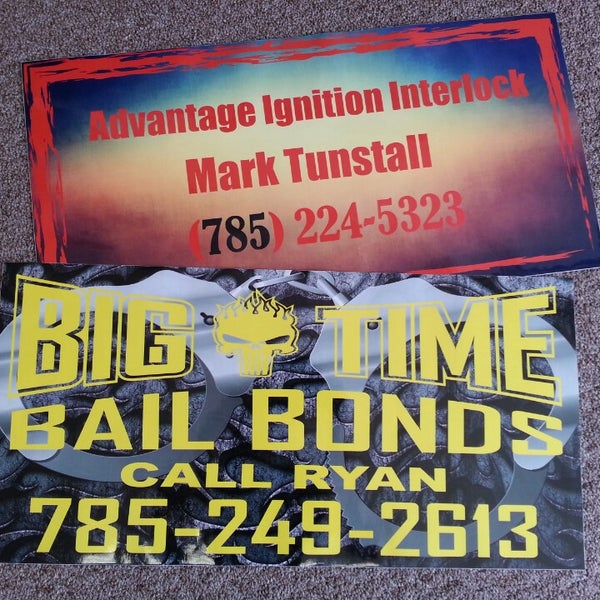 Advantage Ignition Interlock
Mark Tunstall
(785) 224-5323
BIG TIME
BAIL BONDS
CALL RYAN
785-249-2613